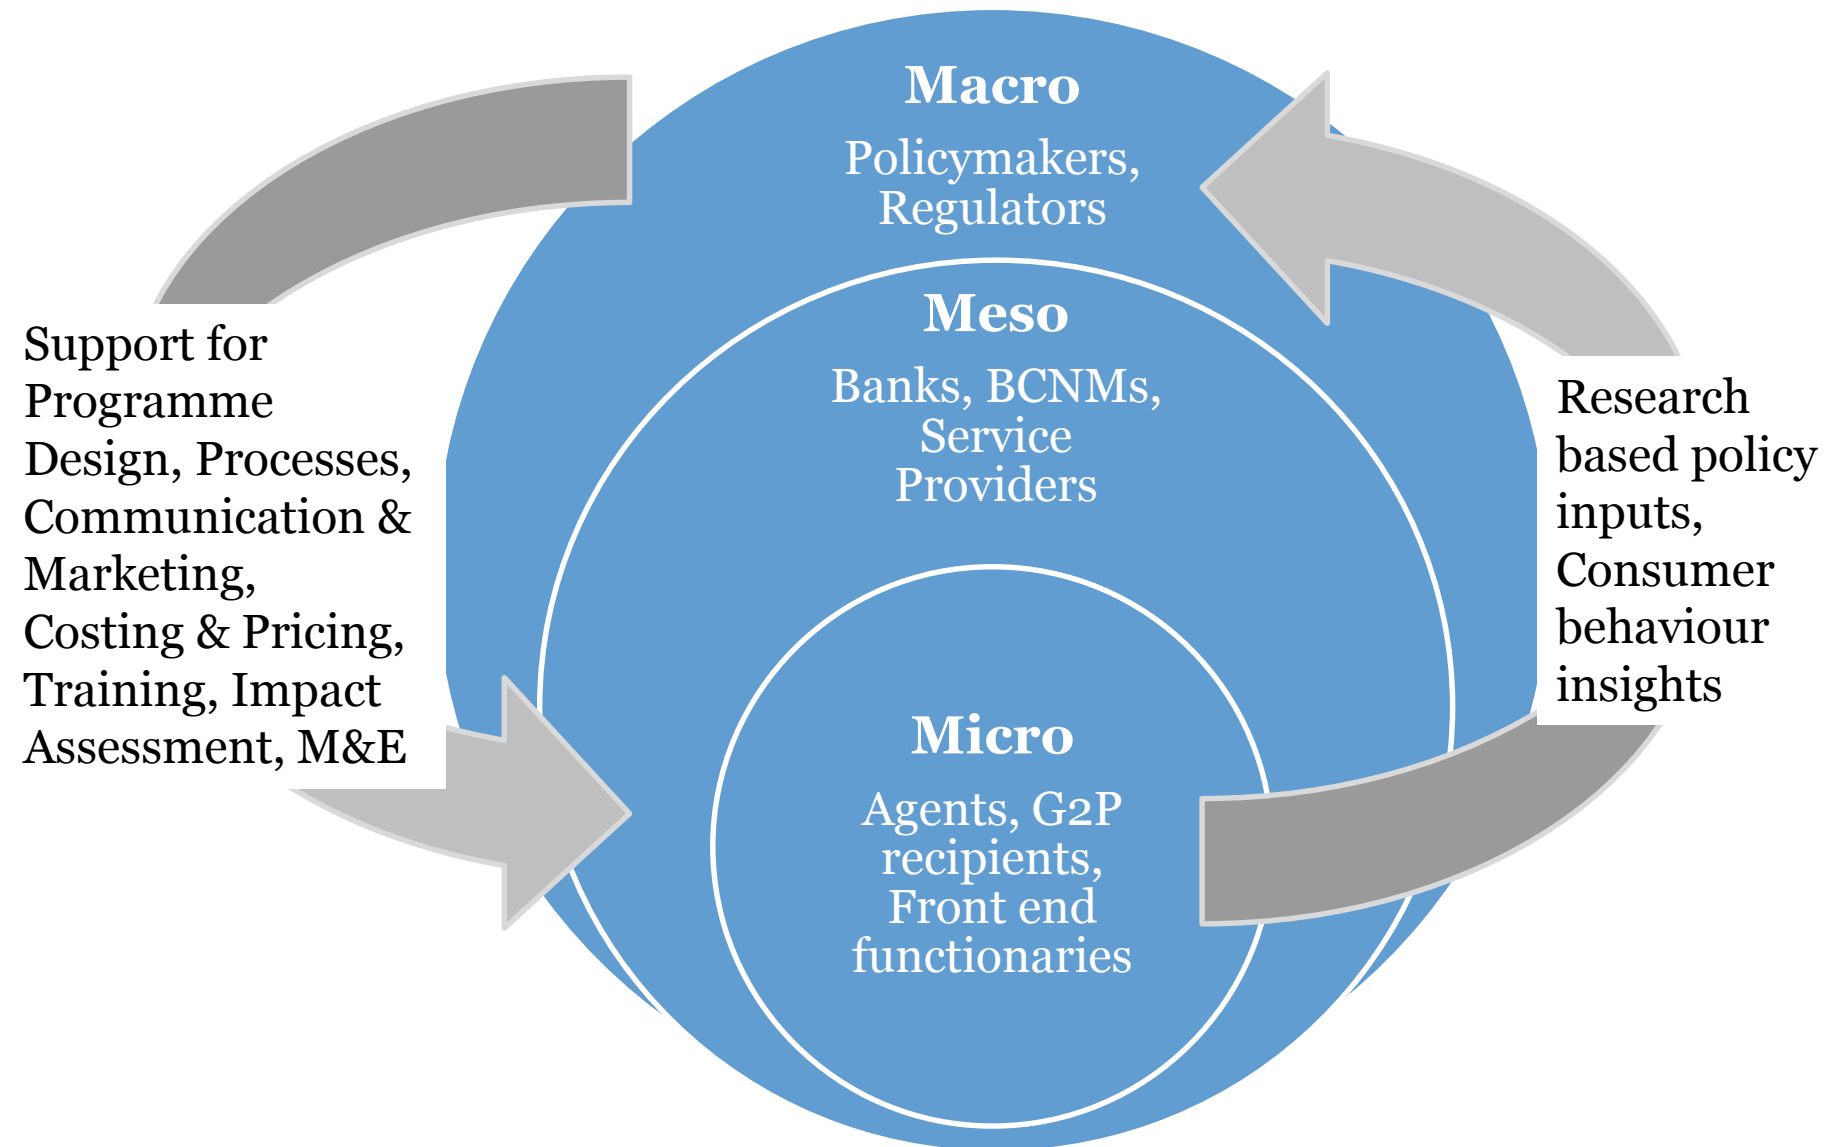 Macro
Policymakers,
Regulators
Meso
Banks, BCNMs,
Service
Providers
Micro
Agents, G2P
recipients,
Front end
functionaries
Support for
Programme
Design, Processes,
Communication &
Marketing,
Costing & Pricing,
Training, Impact
Assessment, M&E
Research
based policy
inputs,
Consumer
behaviour
insights